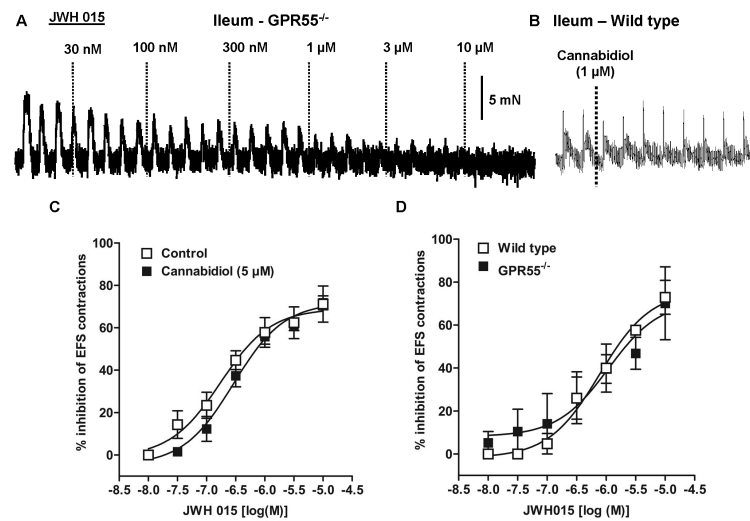 A JWH 015 Ileum - GPR55-/-
30 nM 100 nM 300 nM 1 µM 3 µM 10 µM
5 mN
B Ileum – Wild type
Cannabidiol
(1 µM)
C
% inhibition of EFS contractions
100
80
60
40
20
0
Control
Cannabidiol (5 µM)
-8.5 -8.0 -7.5 -7.0 -6.5 -6.0 -5.5 -5.0 -4.5
JWH 015 [log(M)]
D
% inhibition of EFS contractions
100
80
60
40
20
0
Wild type
GPR55-/-
-8.5 -8.0 -7.5 -7.0 -6.5 -6.0 -5.5 -5.0 -4.5
JWH015 [log (M)]